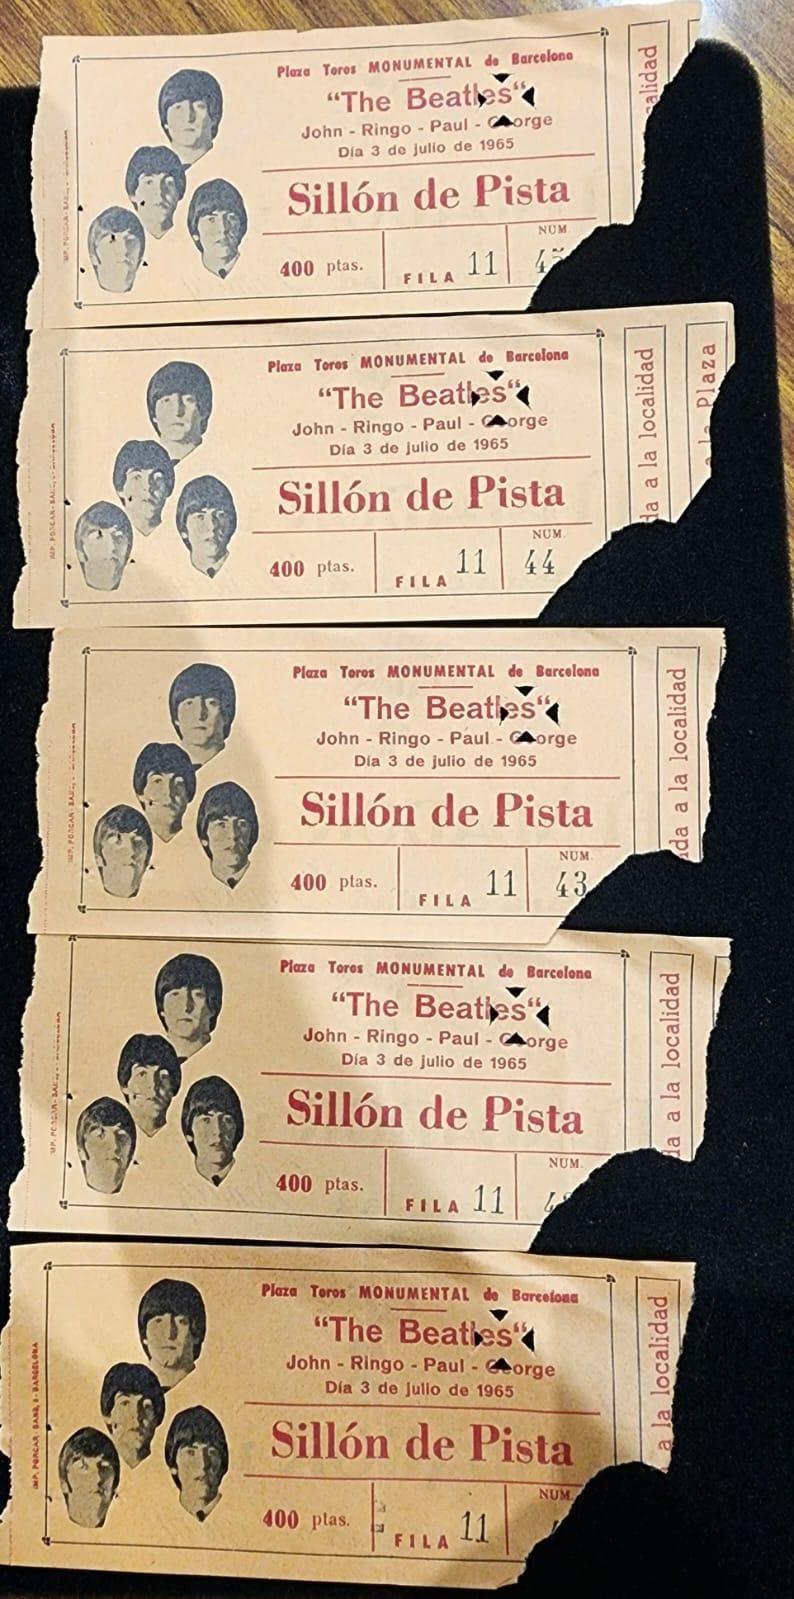 Plaza Toros MONUMENTAL de Barcelona
“The Beatles“
John - Ringo - Paul - George
Día 3 de julio de 1965
Sillón de Pista
400 ptas.
FILA 11
NUM.
Plaza Toros MONUMENTAL de Barcelona
“The Beatles“
John - Ringo - Paul - George
Día 3 de julio de 1965
Sillón de Pista
400 ptas.
FILA 11
NUM.
44
a la localidad
Plaza
Plaza Toros MONUMENTAL de Barcelona
“The Beatles“
John - Ringo - Paul - George
Día 3 de julio de 1965
Sillón de Pista
400 ptas.
FILA 11
NUM.
43
a la localidad
Plaza Toros MONUMENTAL de Barcelona
“The Beatles“
John - Ringo - Paul - George
Día 3 de julio de 1965
Sillón de Pista
400 ptas.
FILA 11
NUM.
a la localidad
IMP. PORCAR - BARCELONA
Plaza Toros MONUMENTAL de Barcelona
“The Beatles“
John - Ringo - Paul - George
Día 3 de julio de 1965
Sillón de Pista
400 ptas.
FILA 11
NUM.
a la localidad